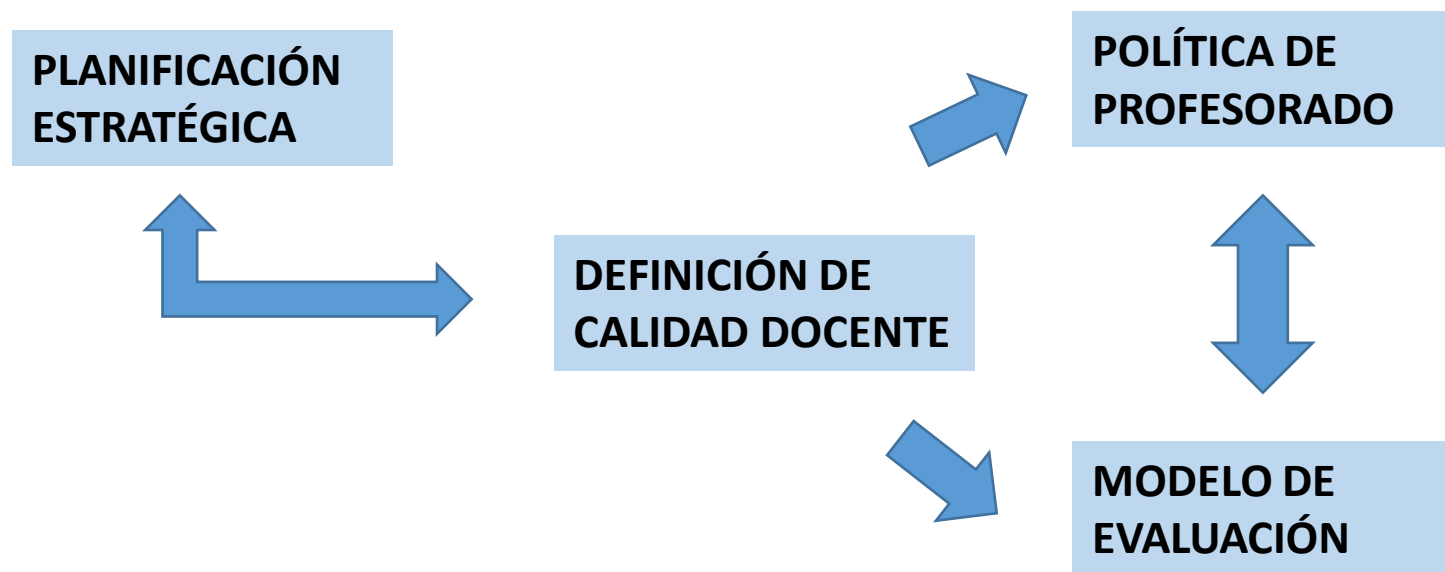 PLANIFICACIÓN
ESTRATÉGICA
POLÍTICA DE
PROFESORADO
DEFINICIÓN DE
CALIDAD DOCENTE
MODELO DE
EVALUACIÓN